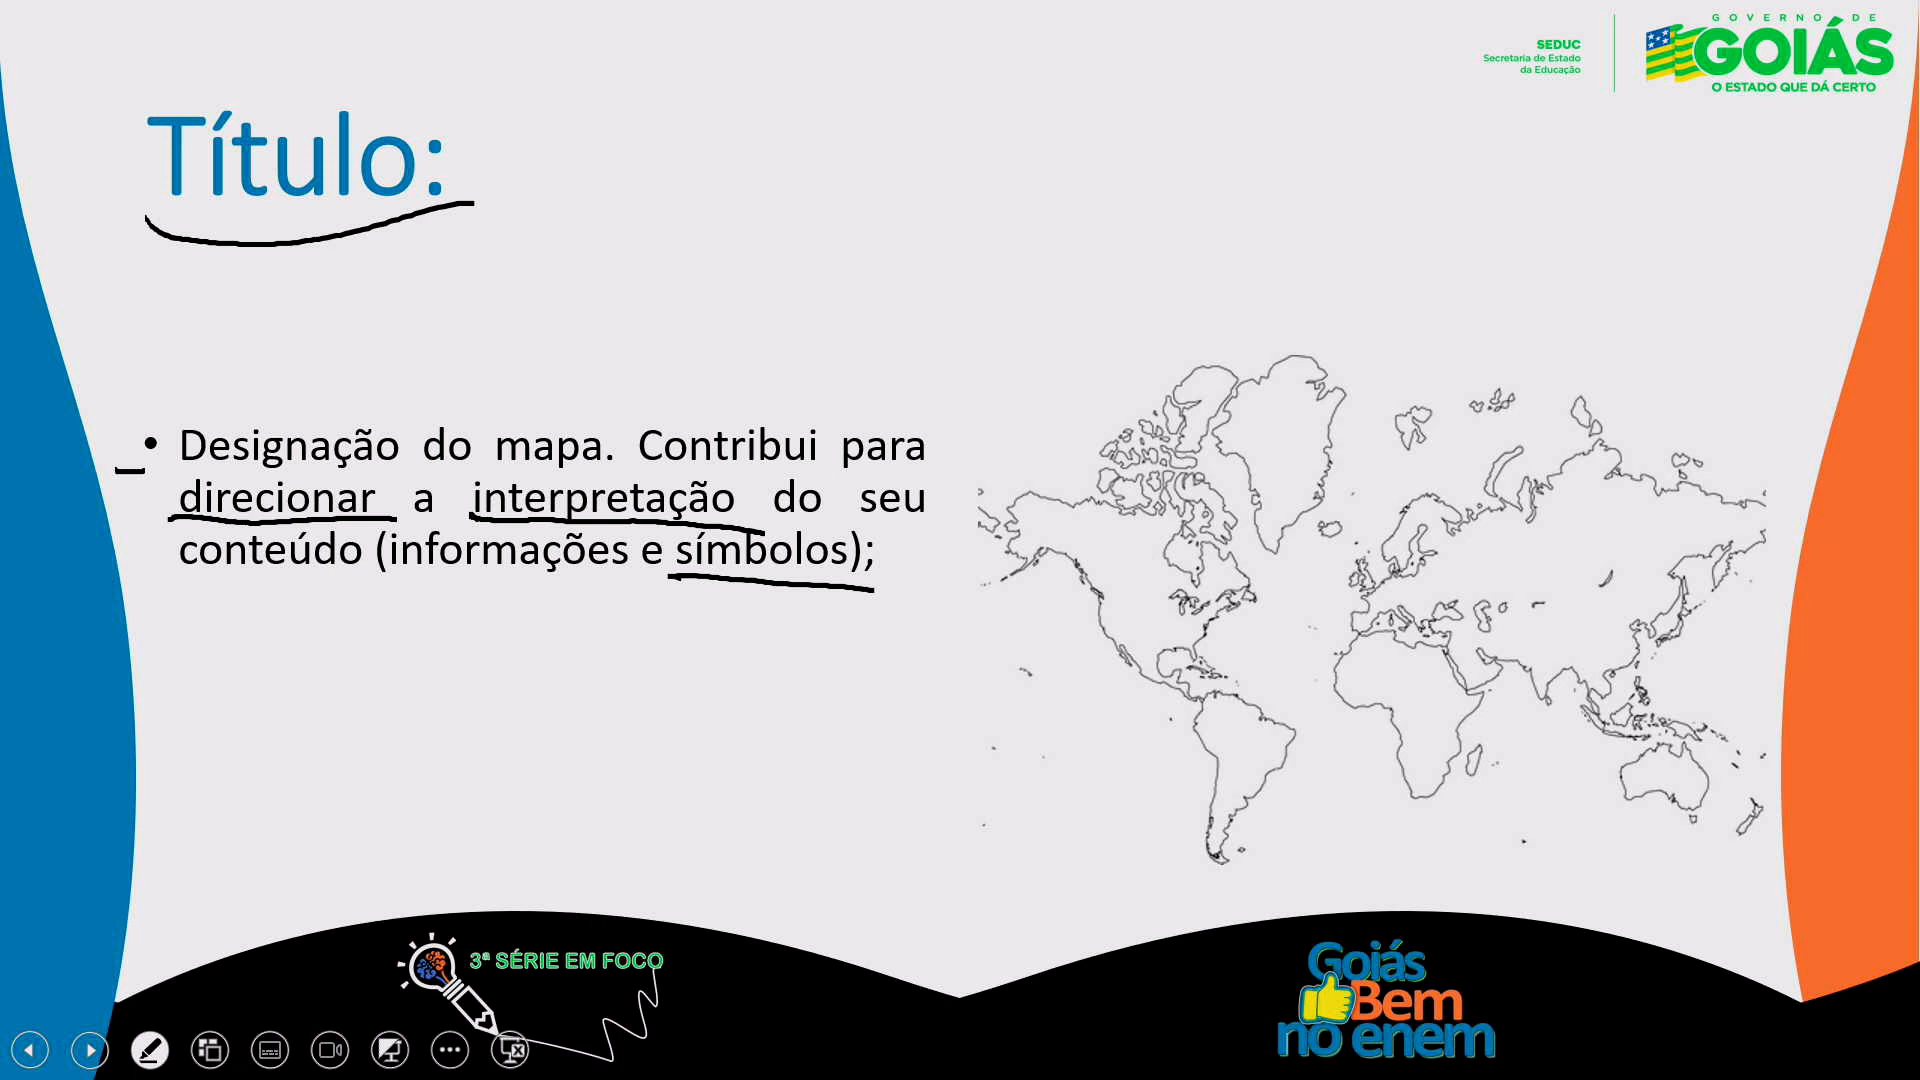 GOVERNO DE
GOIÁS
O ESTADO QUE DÁ CERTO
SEDUC
Secretaria de Estado
da Educação
Título:
• Designação do mapa. Contribui para
direcionar a interpretação do seu
conteúdo (informações e símbolos);
3ª SÉRIE EM FOCO
Goiás
Bem
no enem